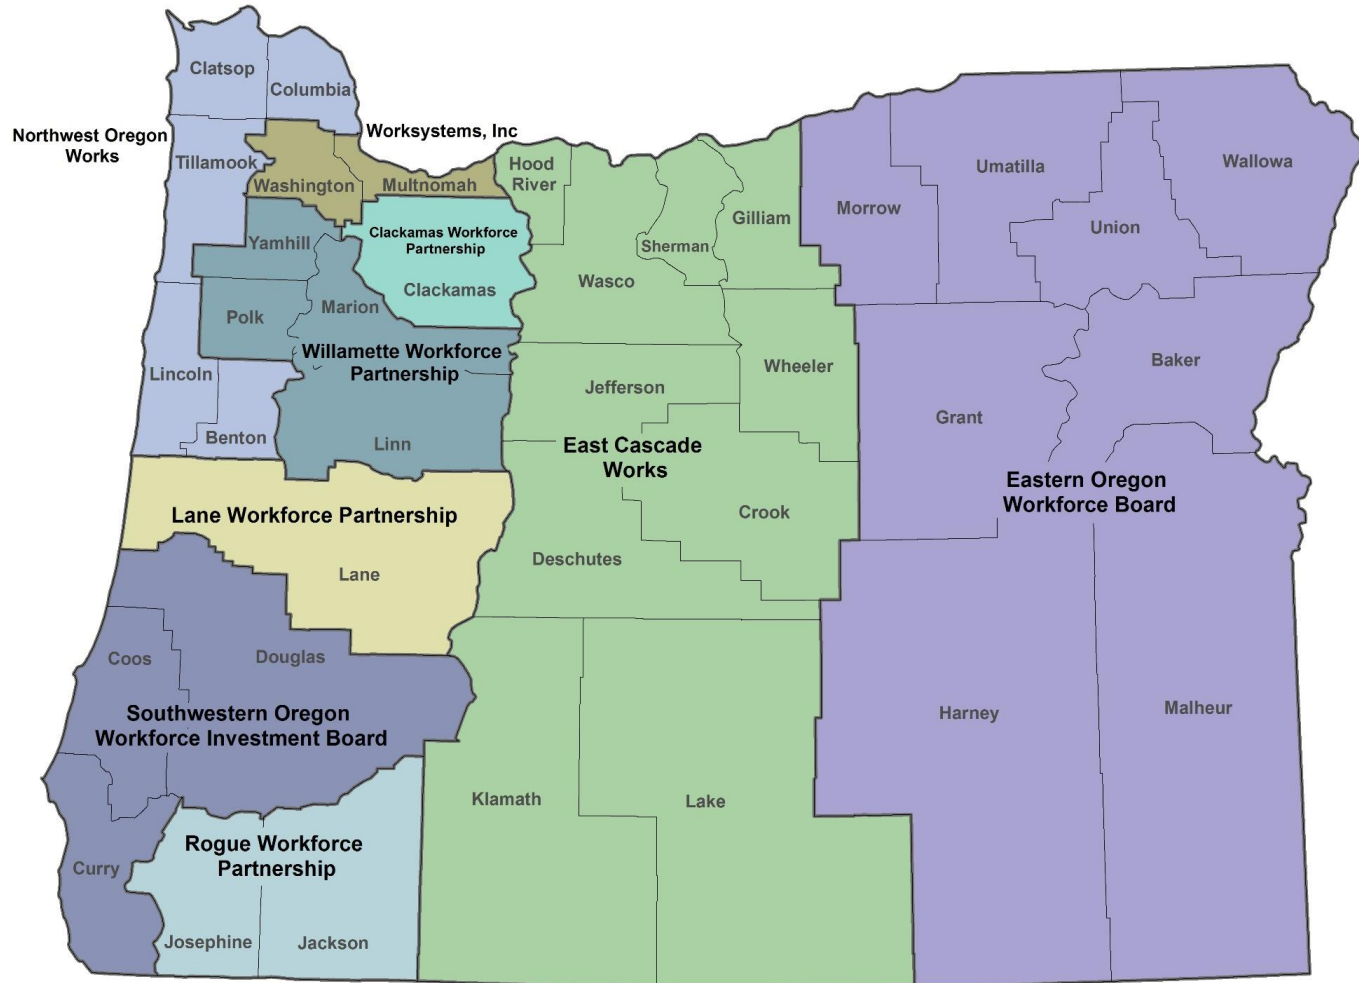 Clatsop
Columbia
Northwest Oregon
Works
Worksystems, Inc
Tillamook
Washington
Multnomah
Hood
River
Clackamas Workforce
Partnership
Clackamas
Yamhill
Marion
Polk
Willamette Workforce
Partnership
Lincoln
Benton
Linn
Wasco
Sherman
Gilliam
Wheeler
Jefferson
East Cascade
Works
Crook
Deschutes
Klamath
Lake
Morrow
Umatilla
Union
Wallowa
Grant
Baker
Eastern Oregon
Workforce Board
Harney
Malheur
Lane Workforce Partnership
Lane
Coos
Douglas
Southwestern Oregon
Workforce Investment Board
Curry
Rogue Workforce
Partnership
Josephine
Jackson